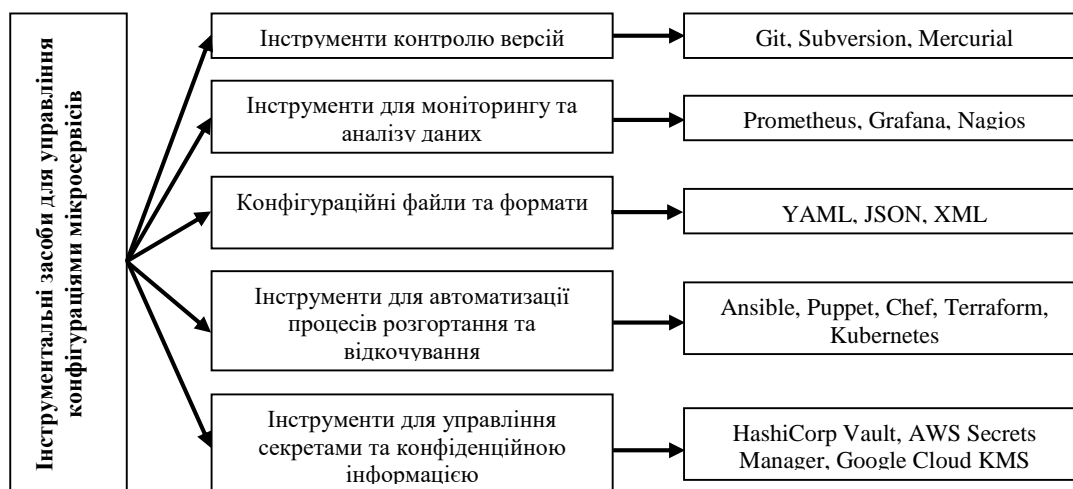 Інструментальні засоби для управління
конфігураціями мікросервісів
Інструменти контролю версій
Git, Subversion, Mercurial
Інструменти для моніторингу та
аналізу даних
Prometheus, Grafana, Nagios
Конфігураційні файли та формати
YAML, JSON, XML
Інструменти для автоматизації
процесів розгортання та
відкочування
Ansible, Puppet, Chef, Terraform,
Kubernetes
Інструменти для управління
секретами та конфіденційною
інформацією
HashiCorp Vault, AWS Secrets
Manager, Google Cloud KMS